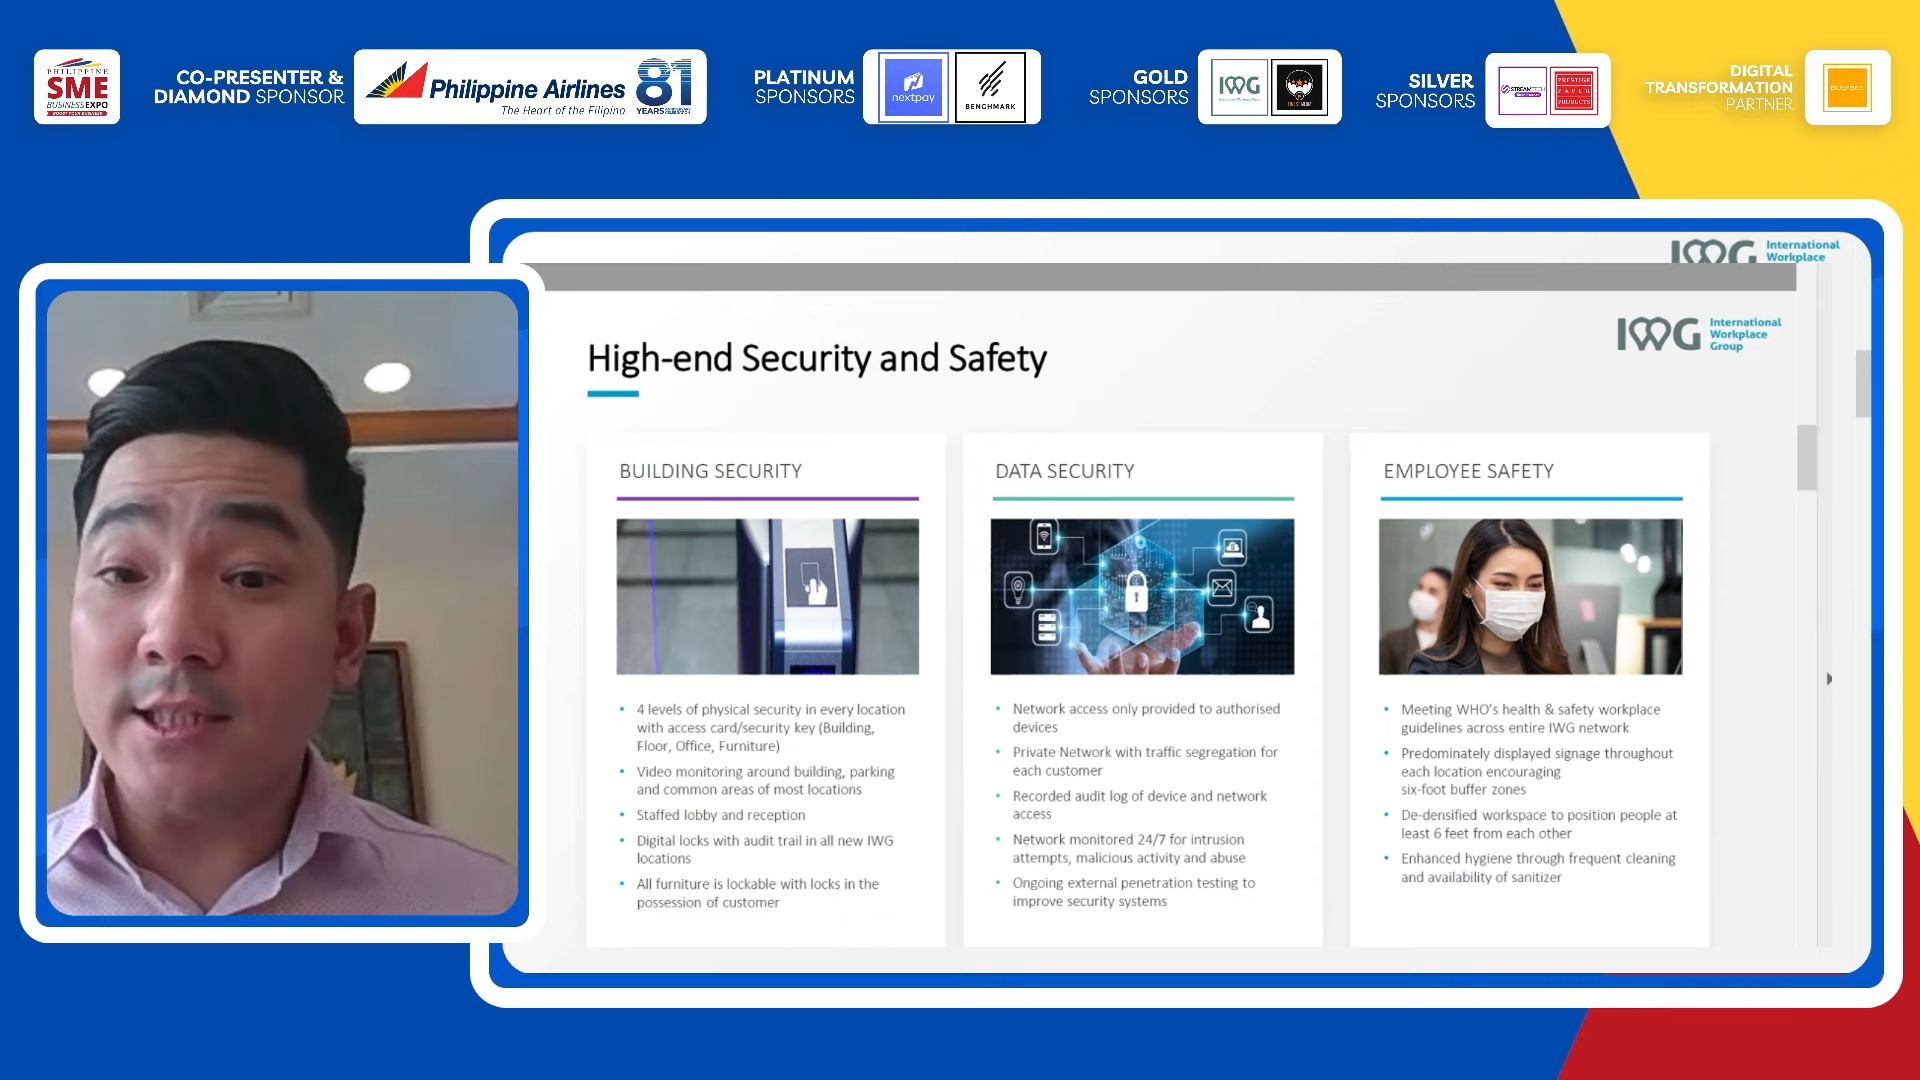 PHILIPPINE
SME
BUSINESS EXPO
BOOST YOUR BUSINESS
CO-PRESENTER &
DIAMOND SPONSOR
Philippine Airlines
The Heart of the Filipino
81
YEARS
PLATINUM
SPONSORS
nextpay
BENCHMARK
GOLD
SPONSORS
IWG
SILVER
SPONSORS
STREAMTECH
PRESTIGE
PAPER
PRODUCTS
DIGITAL
TRANSFORMATION
PARTNER
BUSYBEE
IWG International
Workplace
IWG International
Workplace
Group
High-end Security and Safety
BUILDING SECURITY
• 4 levels of physical security in every location
with access card/security key (Building,
Floor, Office, Furniture)
• Video monitoring around building, parking
and common areas of most locations
• Staffed lobby and reception
• Digital locks with audit trail in all new IWG
locations
• All furniture is lockable with locks in the
possession of customer
DATA SECURITY
• Network access only provided to authorised
devices
• Private Network with traffic segregation for
each customer
• Recorded audit log of device and network
access
• Network monitored 24/7 for intrusion
attempts, malicious activity and abuse
• Ongoing external penetration testing to
improve security systems
EMPLOYEE SAFETY
• Meeting WHO's health & safety workplace
guidelines across entire IWG network
• Predominately displayed signage throughout
each location encouraging
six-foot buffer zones
• De-densified workspace to position people at
least 6 feet from each other
• Enhanced hygiene through frequent cleaning
and availability of sanitizer